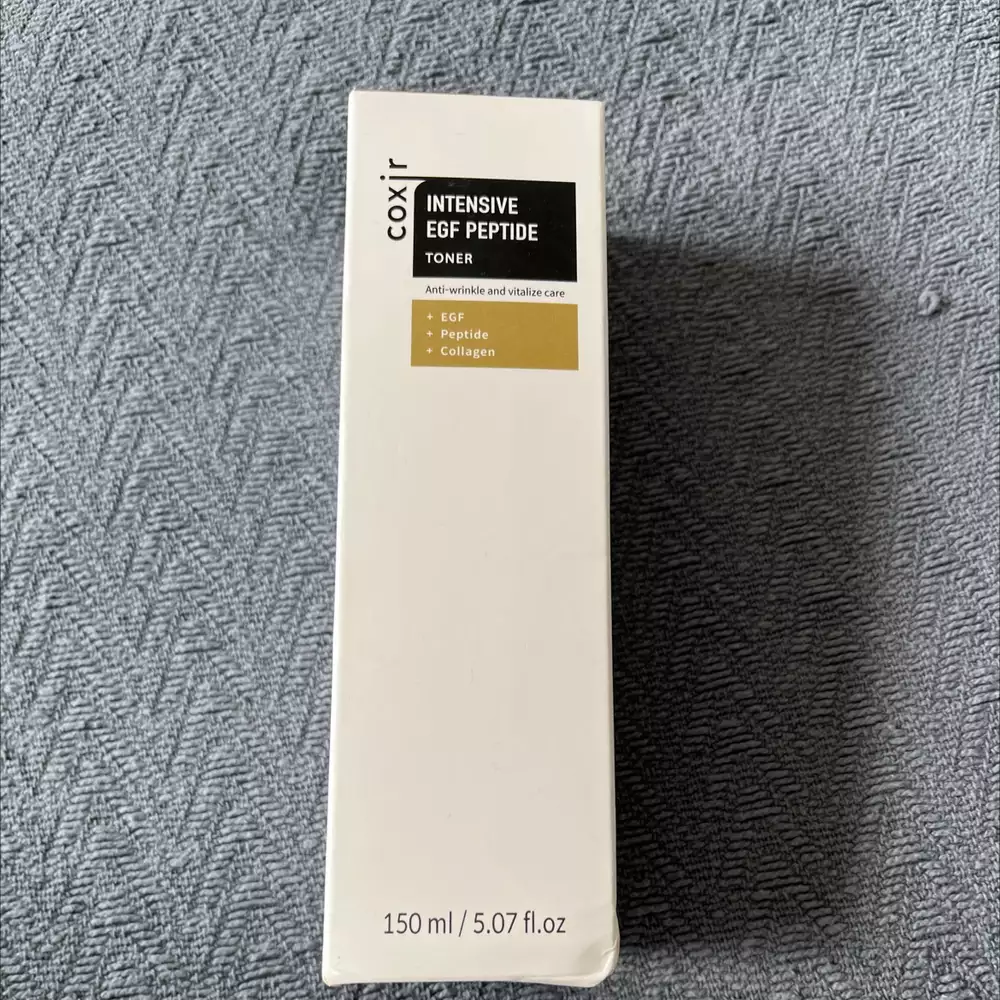 coxir
INTENSIVE
EGF PEPTIDE
TONER
Anti-wrinkle and vitalize care
+ EGF
+ Peptide
+ Collagen
150 ml / 5.07 fl.oz